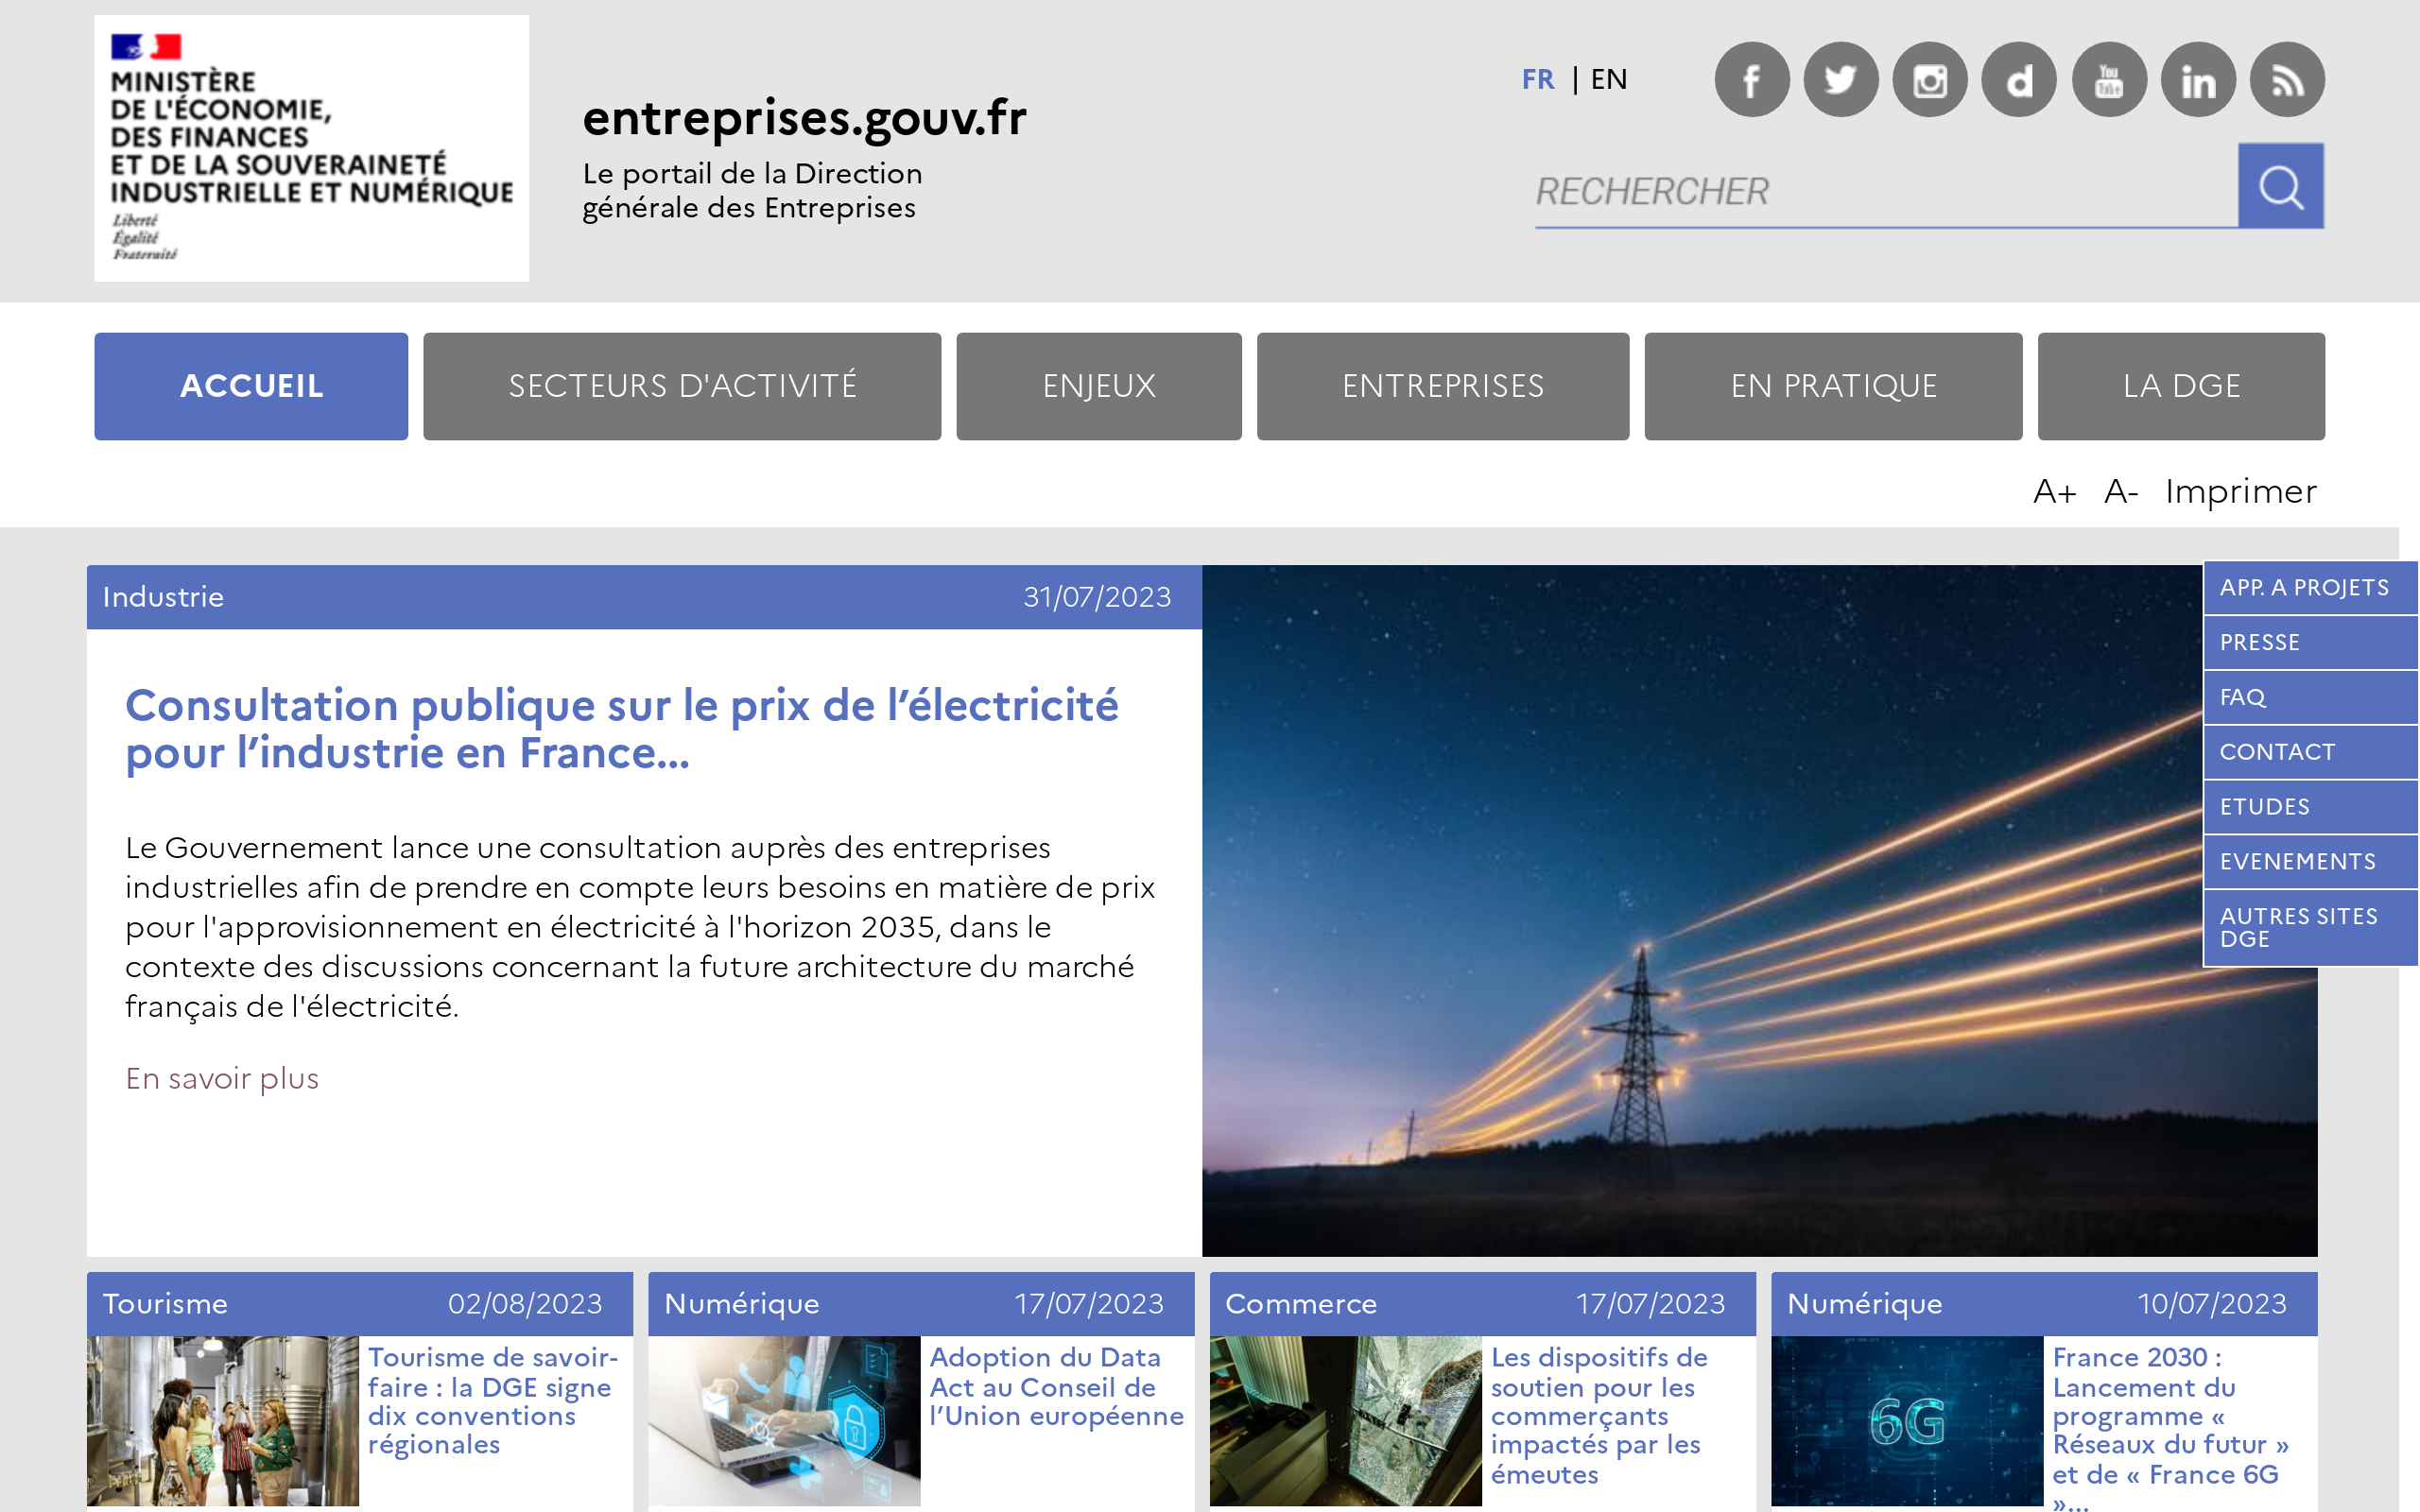 MINISTÈRE
DE L'ÉCONOMIE,
DES FINANCES
ET DE LA SOUVERAINETÉ
INDUSTRIELLE ET NUMÉRIQUE
Liberté
Égalité
Fraternité
entreprises.gouv.fr
Le portail de la Direction
générale des Entreprises
FR | EN
RECHERCHER
ACCUEIL
SECTEURS D'ACTIVITÉ
ENJEUX
ENTREPRISES
EN PRATIQUE
LA DGE
A+ A- Imprimer
Industrie 31/07/2023
Consultation publique sur le prix de l’électricité
pour l’industrie en France...
Le Gouvernement lance une consultation auprès des entreprises
industrielles afin de prendre en compte leurs besoins en matière de prix
pour l'approvisionnement en électricité à l'horizon 2035, dans le
contexte des discussions concernant la future architecture du marché
français de l'électricité.
En savoir plus
APP. A PROJETS
PRESSE
FAQ
CONTACT
ETUDES
EVENEMENTS
AUTRES SITES
DGE
Tourisme 02/08/2023
Tourisme de savoir-
faire : la DGE signe
dix conventions
régionales
Numérique 17/07/2023
Adoption du Data
Act au Conseil de
l’Union européenne
Commerce 17/07/2023
Les dispositifs de
soutien pour les
commerçants
impactés par les
émeutes
Numérique 10/07/2023
6G
France 2030 :
Lancement du
programme «
Réseaux du futur »
et de « France 6G
»...